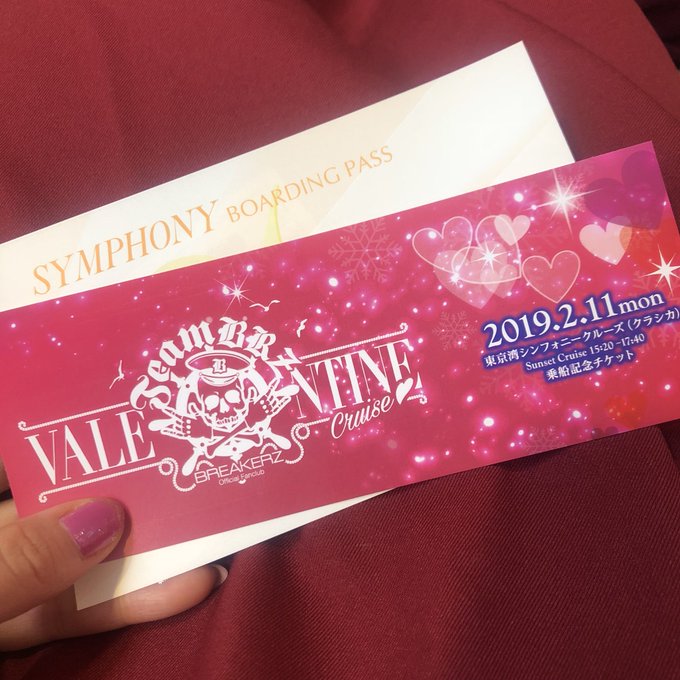 SYMPHONY BOARDING PASS
Team BRZ
B
VALENTINE
Cruise
BREAKERZ
Official Fanclub
2019.2.11mon
東京湾シンフォニークルーズ（クラシカ）
Sunset Cruise 15:20 -17:40
乗船記念チケット